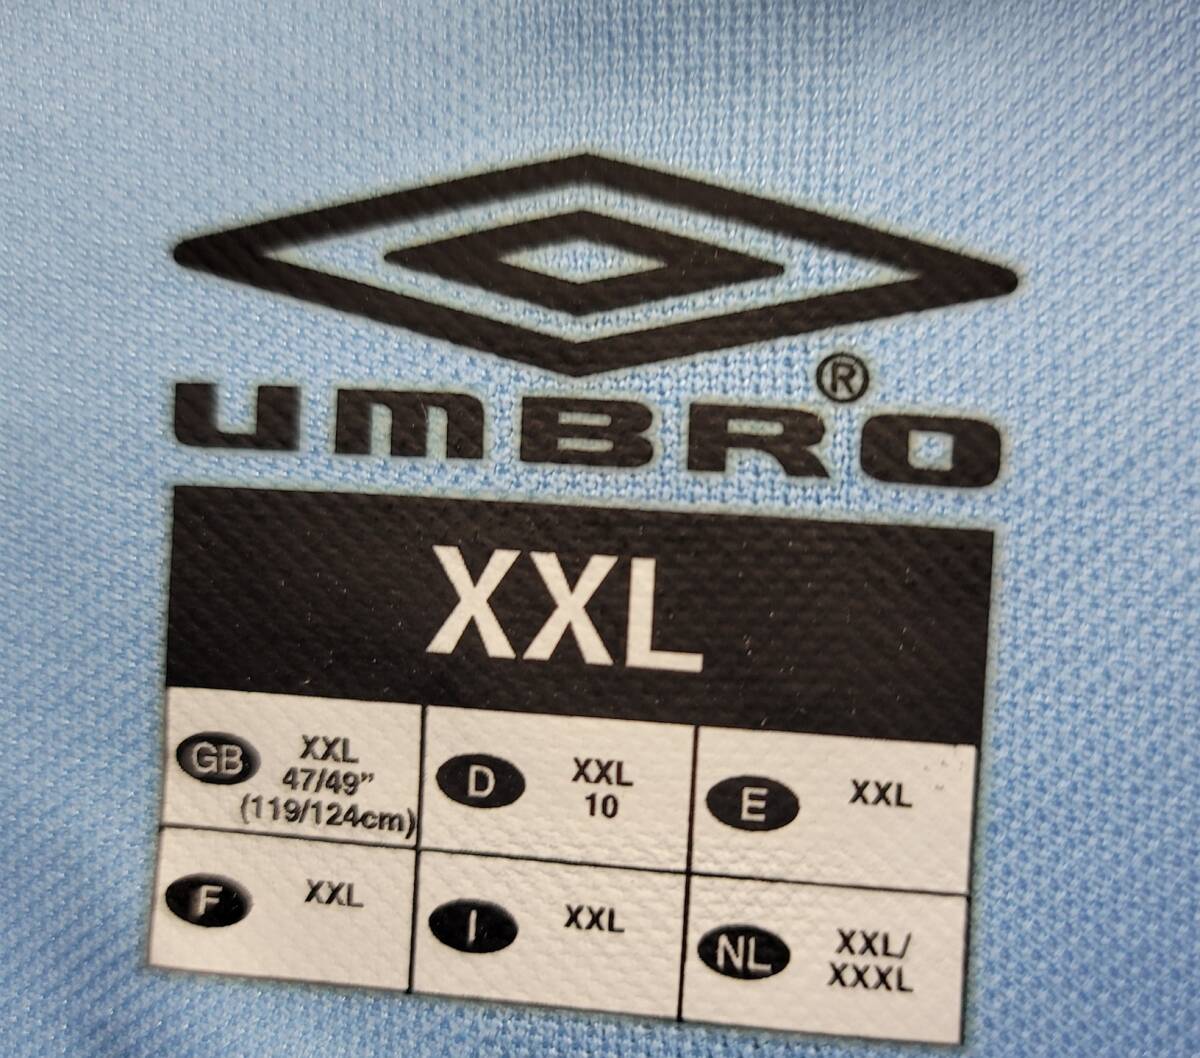 UMBRO®
XXL
GB XXL
47/49”
(119/124cm)
D XXL
10
E XXL
F XXL
I XXL
NL XXL/
XXXL